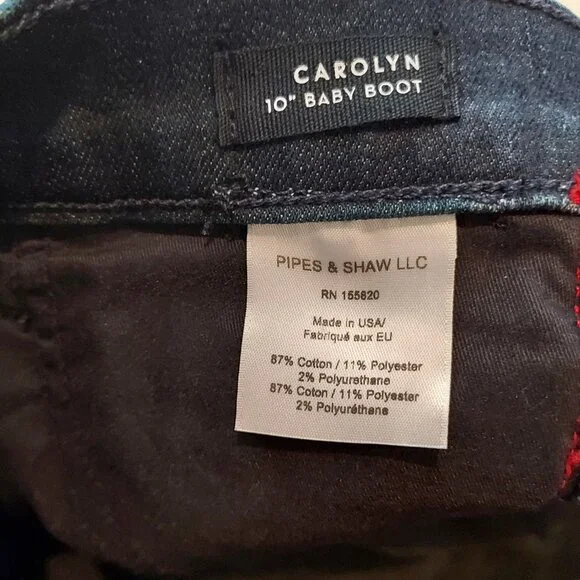 CAROLYN
10" BABY BOOT
PIPES & SHAW LLC
RN 155820
Made in USA/
Fabriqué aux EU
87% Cotton / 11% Polyester
2% Polyurethane
87% Coton / 11% Polyester
2% Polyuréthane